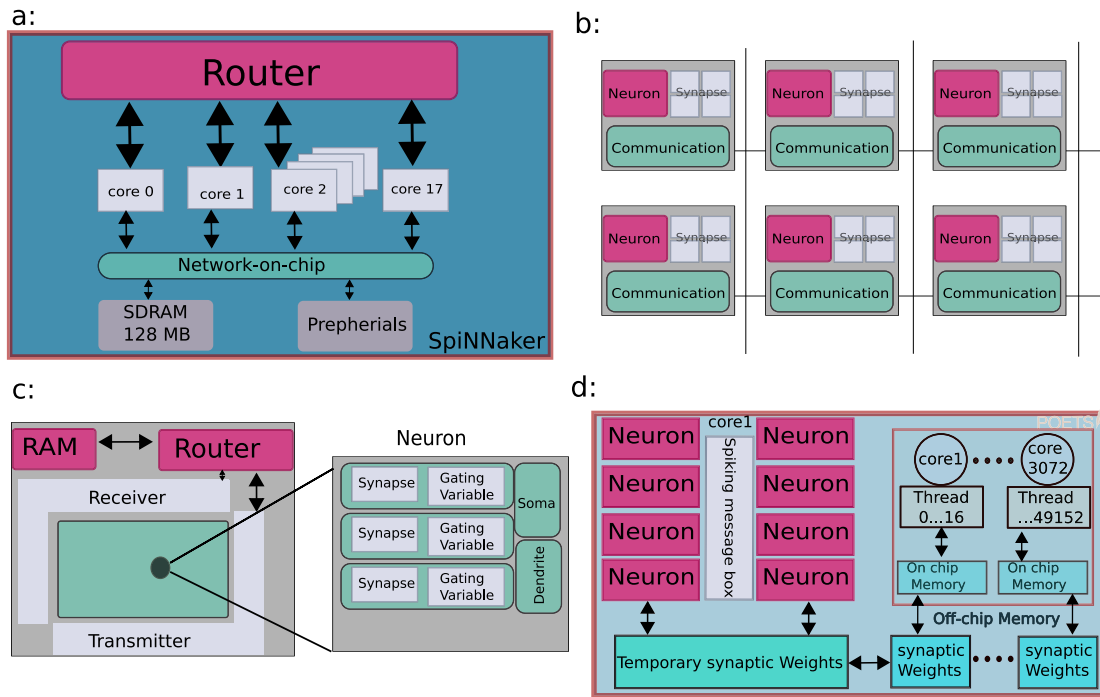 a:
Router
core 0
core 1
core 2
core 17
Network-on-chip
SDRAM
128 MB
Prepherials
SpiNNaker
b:
Neuron
Synapse
Communication
Neuron
Synapse
Communication
Neuron
Synapse
Communication
Neuron
Synapse
Communication
Neuron
Synapse
Communication
Neuron
Synapse
Communication
c:
RAM
Router
Receiver
Transmitter
Neuron
Synapse
Gating
Variable
Synapse
Gating
Variable
Synapse
Gating
Variable
Soma
Dendrite
d:
POETS
core1
Neuron
Neuron
Neuron
Neuron
Spiking message box
Neuron
Neuron
Neuron
Neuron
Temporary synaptic Weights
core1
core
3072
Thread
0...16
Thread
...49152
On chip
Memory
On chip
Memory
Off-chip Memory
synaptic
Weights
synaptic
Weights